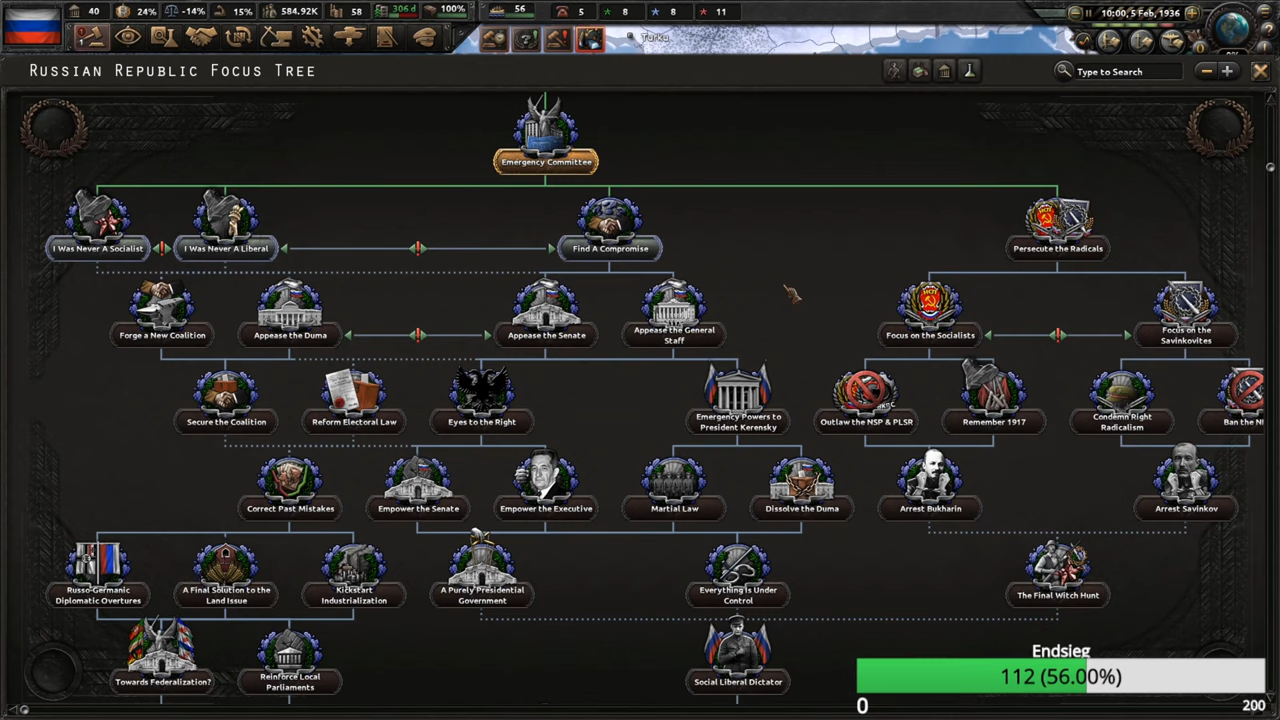 40
24%
-14%
15%
584.92K
58
306 d
100%
56
5
8
8
11
10:00, 5 Feb, 1936
Turku
RUSSIAN REPUBLIC FOCUS TREE
Type to Search
Emergency Committee
I Was Never A Socialist
I Was Never A Liberal
Find A Compromise
Persecute the Radicals
Forge a New Coalition
Appease the Duma
Appease the Senate
Appease the General
Staff
Focus on the Socialists
Focus on the
Savinkovites
Secure the Coalition
Reform Electoral Law
Eyes to the Right
Emergency Powers to
President Kerensky
Outlaw the NSP & PLSR
Remember 1917
Condemn Right
Radicalism
Ban the
Correct Past Mistakes
Empower the Senate
Empower the Executive
Martial Law
Dissolve the Duma
Arrest Bukharin
Arrest Savinkov
Russo-Germanic
Diplomatic Overtures
A Final Solution to the
Land Issue
Kickstart
Industrialization
A Purely Presidential
Government
Everything Is Under
Control
The Final Witch Hunt
Towards Federalization?
Reinforce Local
Parliaments
Social Liberal Dictator
Endsieg
112 (56.00%)
0
200